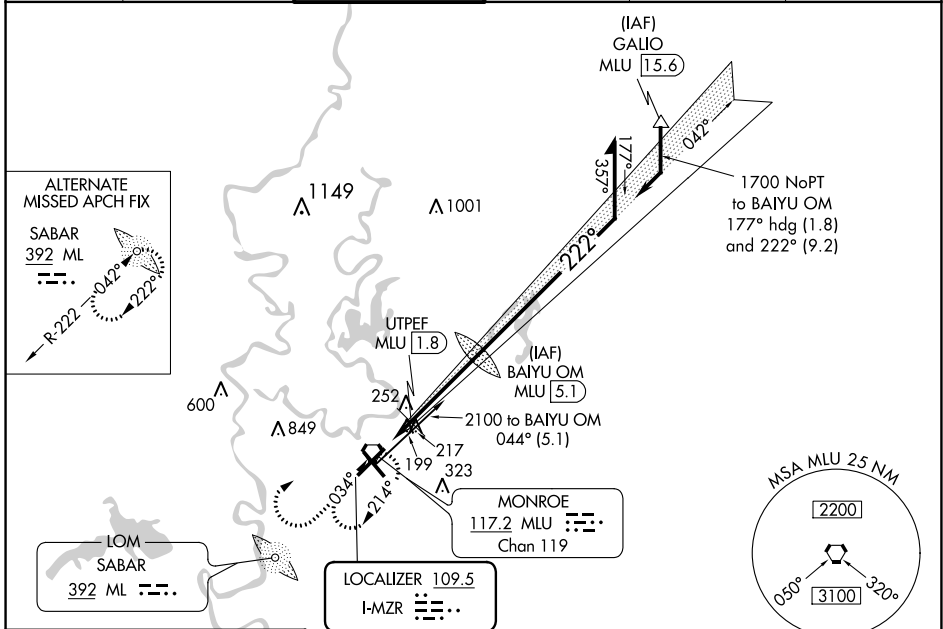 (IAF)
GALIO
MLU 15.6
042°
177°
357°
1700 NoPT
to BAIYU OM
177° hdg (1.8)
and 222° (9.2)
ALTERNATE
MISSED APCH FIX
SABAR
392 ML
042°
222°
R-222
1149
1001
222°
UTPEF
MLU 1.8
(IAF)
BAIYU OM
MLU 5.1
252
600
849
2100 to BAIYU OM
044° (5.1)
217
199
323
034°
214°
MONROE
117.2 MLU
Chan 119
LOM
SABAR
392 ML
LOCALIZER 109.5
I-MZR
MSA MLU 25 NM
2200
050°
320°
3100